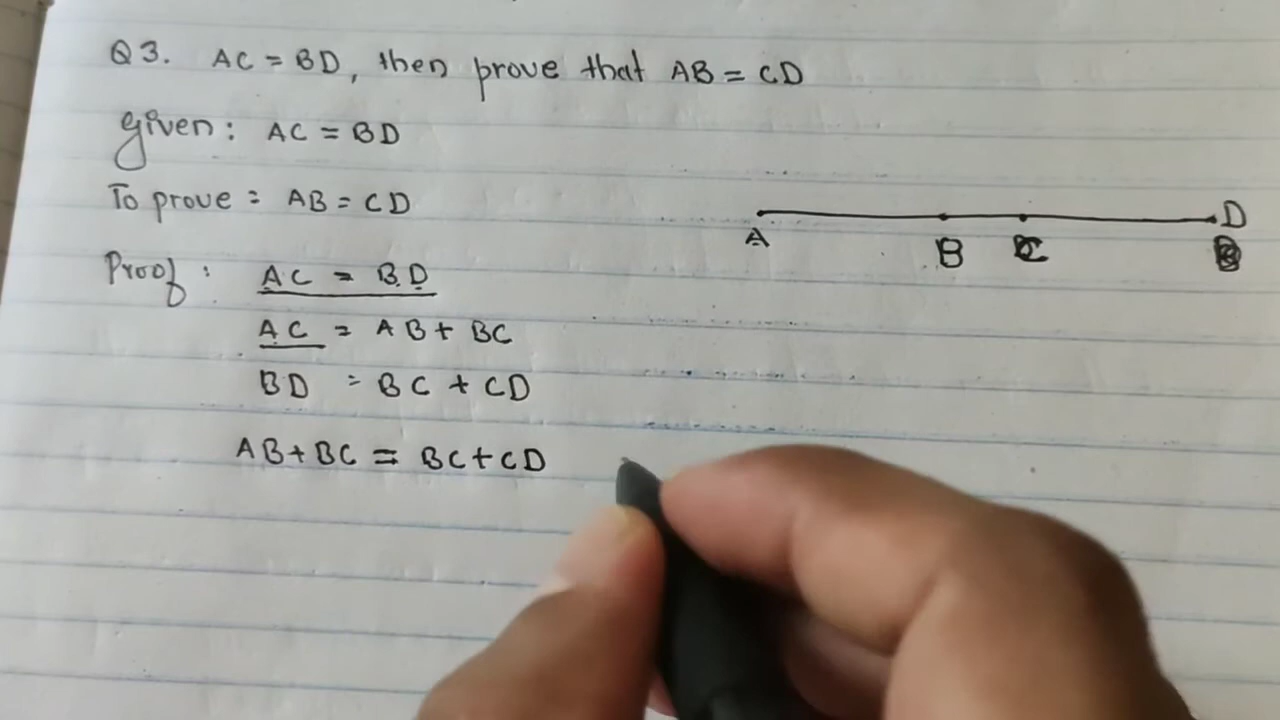 Q3. AC = BD, then prove that AB = CD
given: AC = BD
To prove = AB = CD
Proof: AC = BD
AC = AB + BC
BD = BC + CD
AB+BC = BC+CD
A B C D